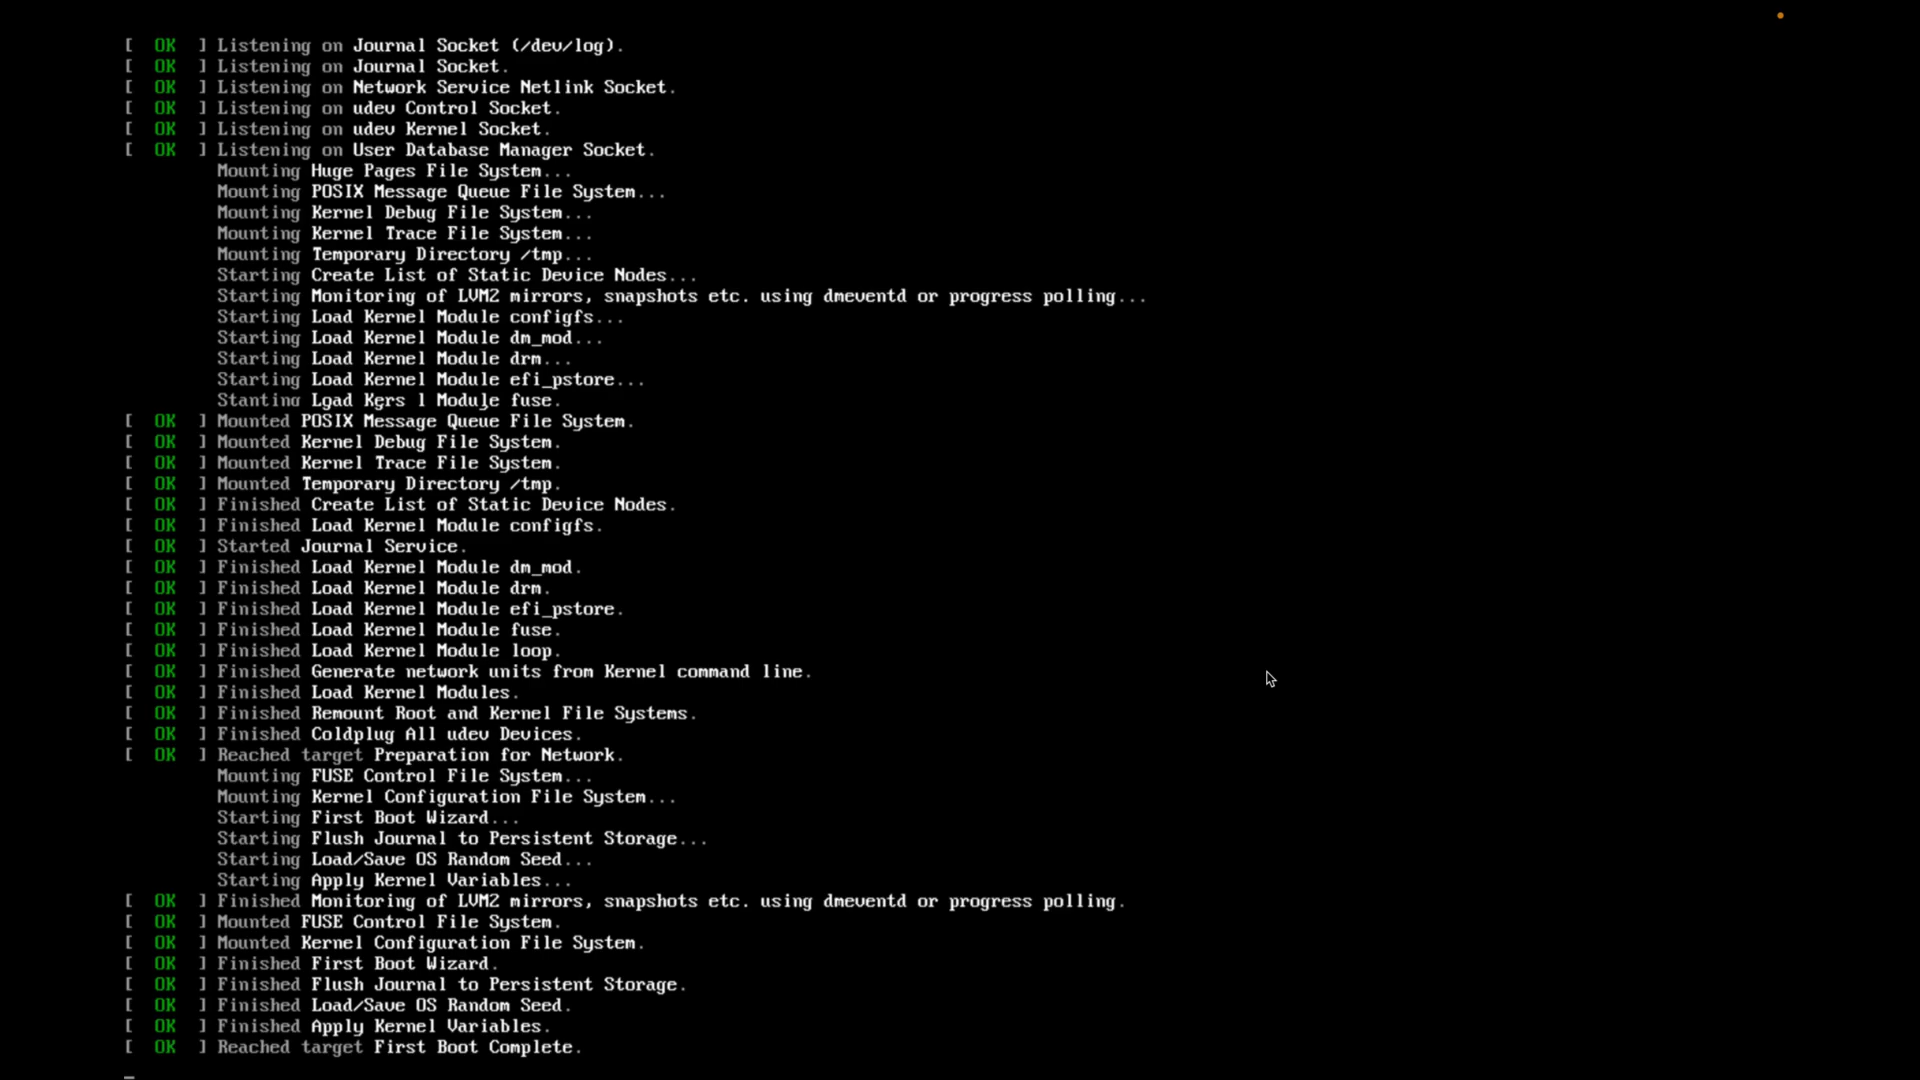 [  OK  ] Listening on Journal Socket (/dev/log).
[  OK  ] Listening on Journal Socket.
[  OK  ] Listening on Network Service Netlink Socket.
[  OK  ] Listening on udev Control Socket.
[  OK  ] Listening on udev Kernel Socket.
[  OK  ] Listening on User Database Manager Socket.
Mounting Huge Pages File System...
Mounting POSIX Message Queue File System...
Mounting Kernel Debug File System...
Mounting Kernel Trace File System...
Mounting Temporary Directory /tmp...
Starting Create List of Static Device Nodes...
Starting Monitoring of LVM2 mirrors, snapshots etc. using dmeventd or progress polling...
Starting Load Kernel Module configfs...
Starting Load Kernel Module dm_mod...
Starting Load Kernel Module drm...
Starting Load Kernel Module efi_pstore...
Module fuse.
[  OK  ] Mounted POSIX Message Queue File System.
[  OK  ] Mounted Kernel Debug File System.
[  OK  ] Mounted Kernel Trace File System.
[  OK  ] Mounted Temporary Directory /tmp.
[  OK  ] Finished Create List of Static Device Nodes.
[  OK  ] Finished Load Kernel Module configfs.
[  OK  ] Started Journal Service.
[  OK  ] Finished Load Kernel Module dm_mod.
[  OK  ] Finished Load Kernel Module drm.
[  OK  ] Finished Load Kernel Module efi_pstore.
[  OK  ] Finished Load Kernel Module fuse.
[  OK  ] Finished Load Kernel Module loop.
[  OK  ] Finished Generate network units from Kernel command line.
[  OK  ] Finished Load Kernel Modules.
[  OK  ] Finished Remount Root and Kernel File Systems.
[  OK  ] Finished Coldplug All udev Devices.
[  OK  ] Reached target Preparation for Network.
Mounting FUSE Control File System...
Mounting Kernel Configuration File System...
Starting First Boot Wizard...
Starting Flush Journal to Persistent Storage...
Starting Load/Save OS Random Seed...
Starting Apply Kernel Variables...
[  OK  ] Finished Monitoring of LVM2 mirrors, snapshots etc. using dmeventd or progress polling.
[  OK  ] Mounted FUSE Control File System.
[  OK  ] Mounted Kernel Configuration File System.
[  OK  ] Finished First Boot Wizard.
[  OK  ] Finished Flush Journal to Persistent Storage.
[  OK  ] Finished Load/Save OS Random Seed.
[  OK  ] Finished Apply Kernel Variables.
[  OK  ] Reached target First Boot Complete.